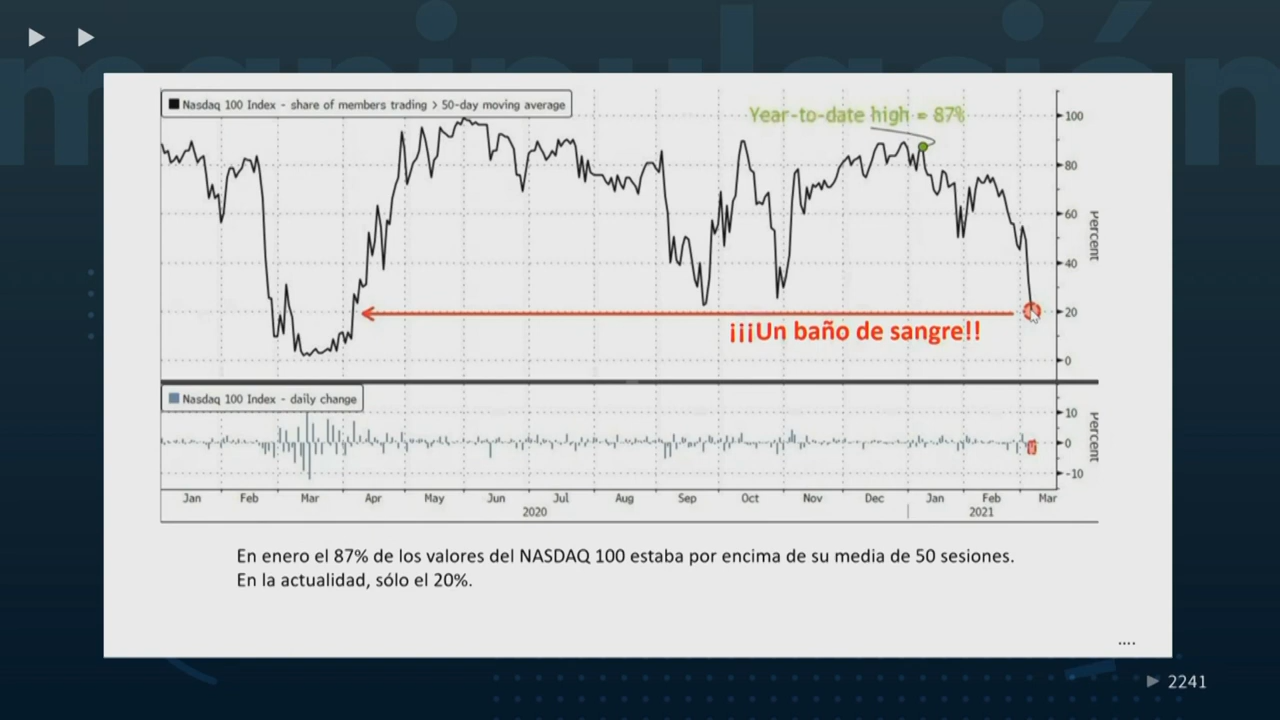 manipulasión
Nasdaq 100 Index - share of members trading > 50-day moving average
Year-to-date high = 87%
100
80
60
40
20
0
Percent
¡¡¡Un baño de sangre!!
Nasdaq 100 Index - daily change
10
0
-10
Percent
Jan Feb Mar Apr May Jun Jul Aug Sep Oct Nov Dec Jan Feb Mar
2020 2021
En enero el 87% de los valores del NASDAQ 100 estaba por encima de su media de 50 sesiones.
En la actualidad, sólo el 20%.
....
2241